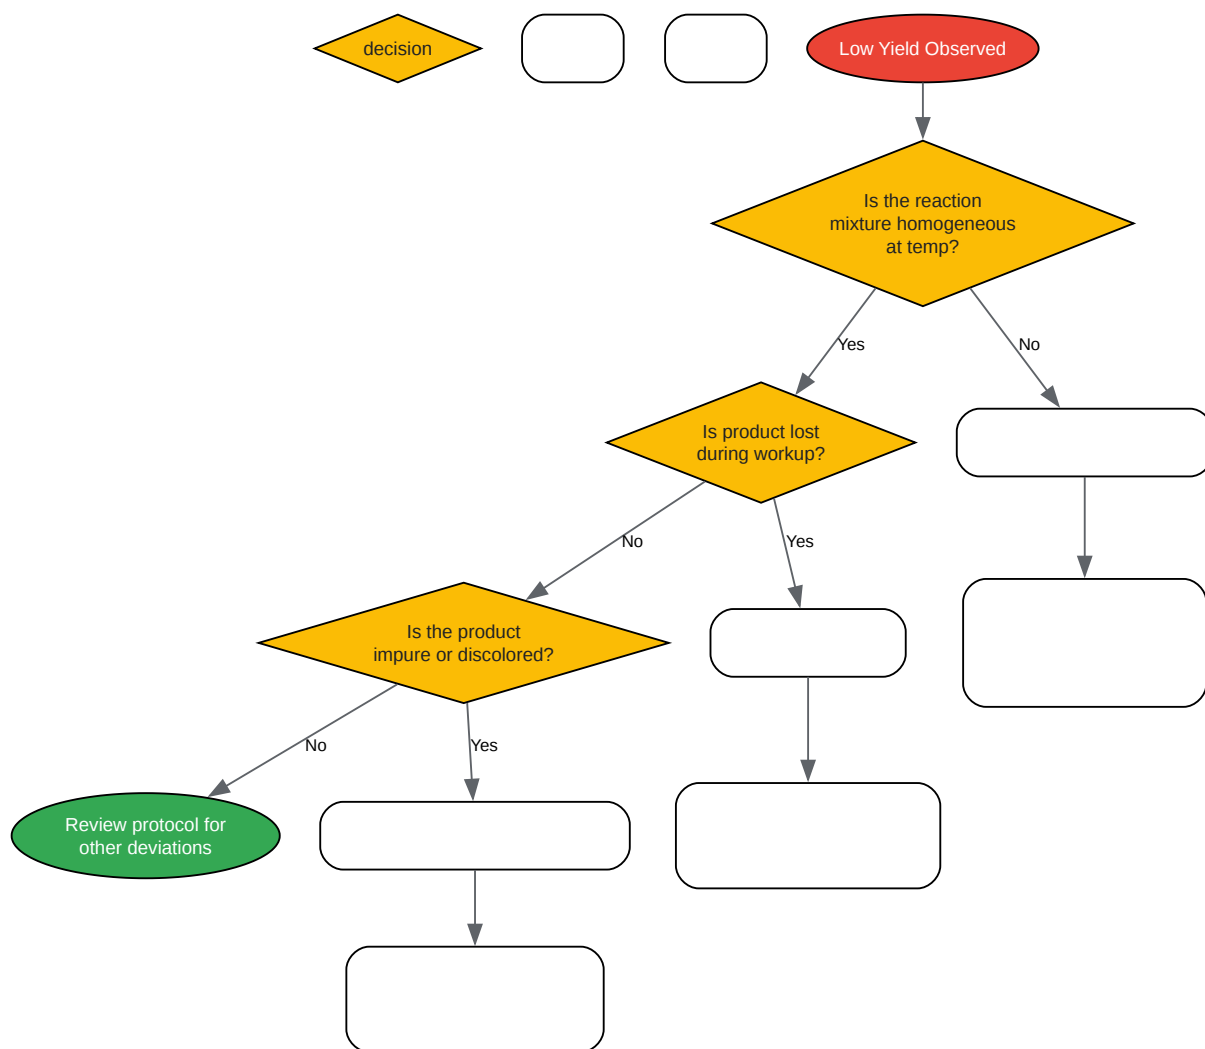 decision
Low Yield Observed
Is the reaction
mixture homogeneous
at temp?
Yes
No
Is product lost
during workup?
No
Yes
Is the product
impure or discolored?
No
Yes
Review protocol for
other deviations